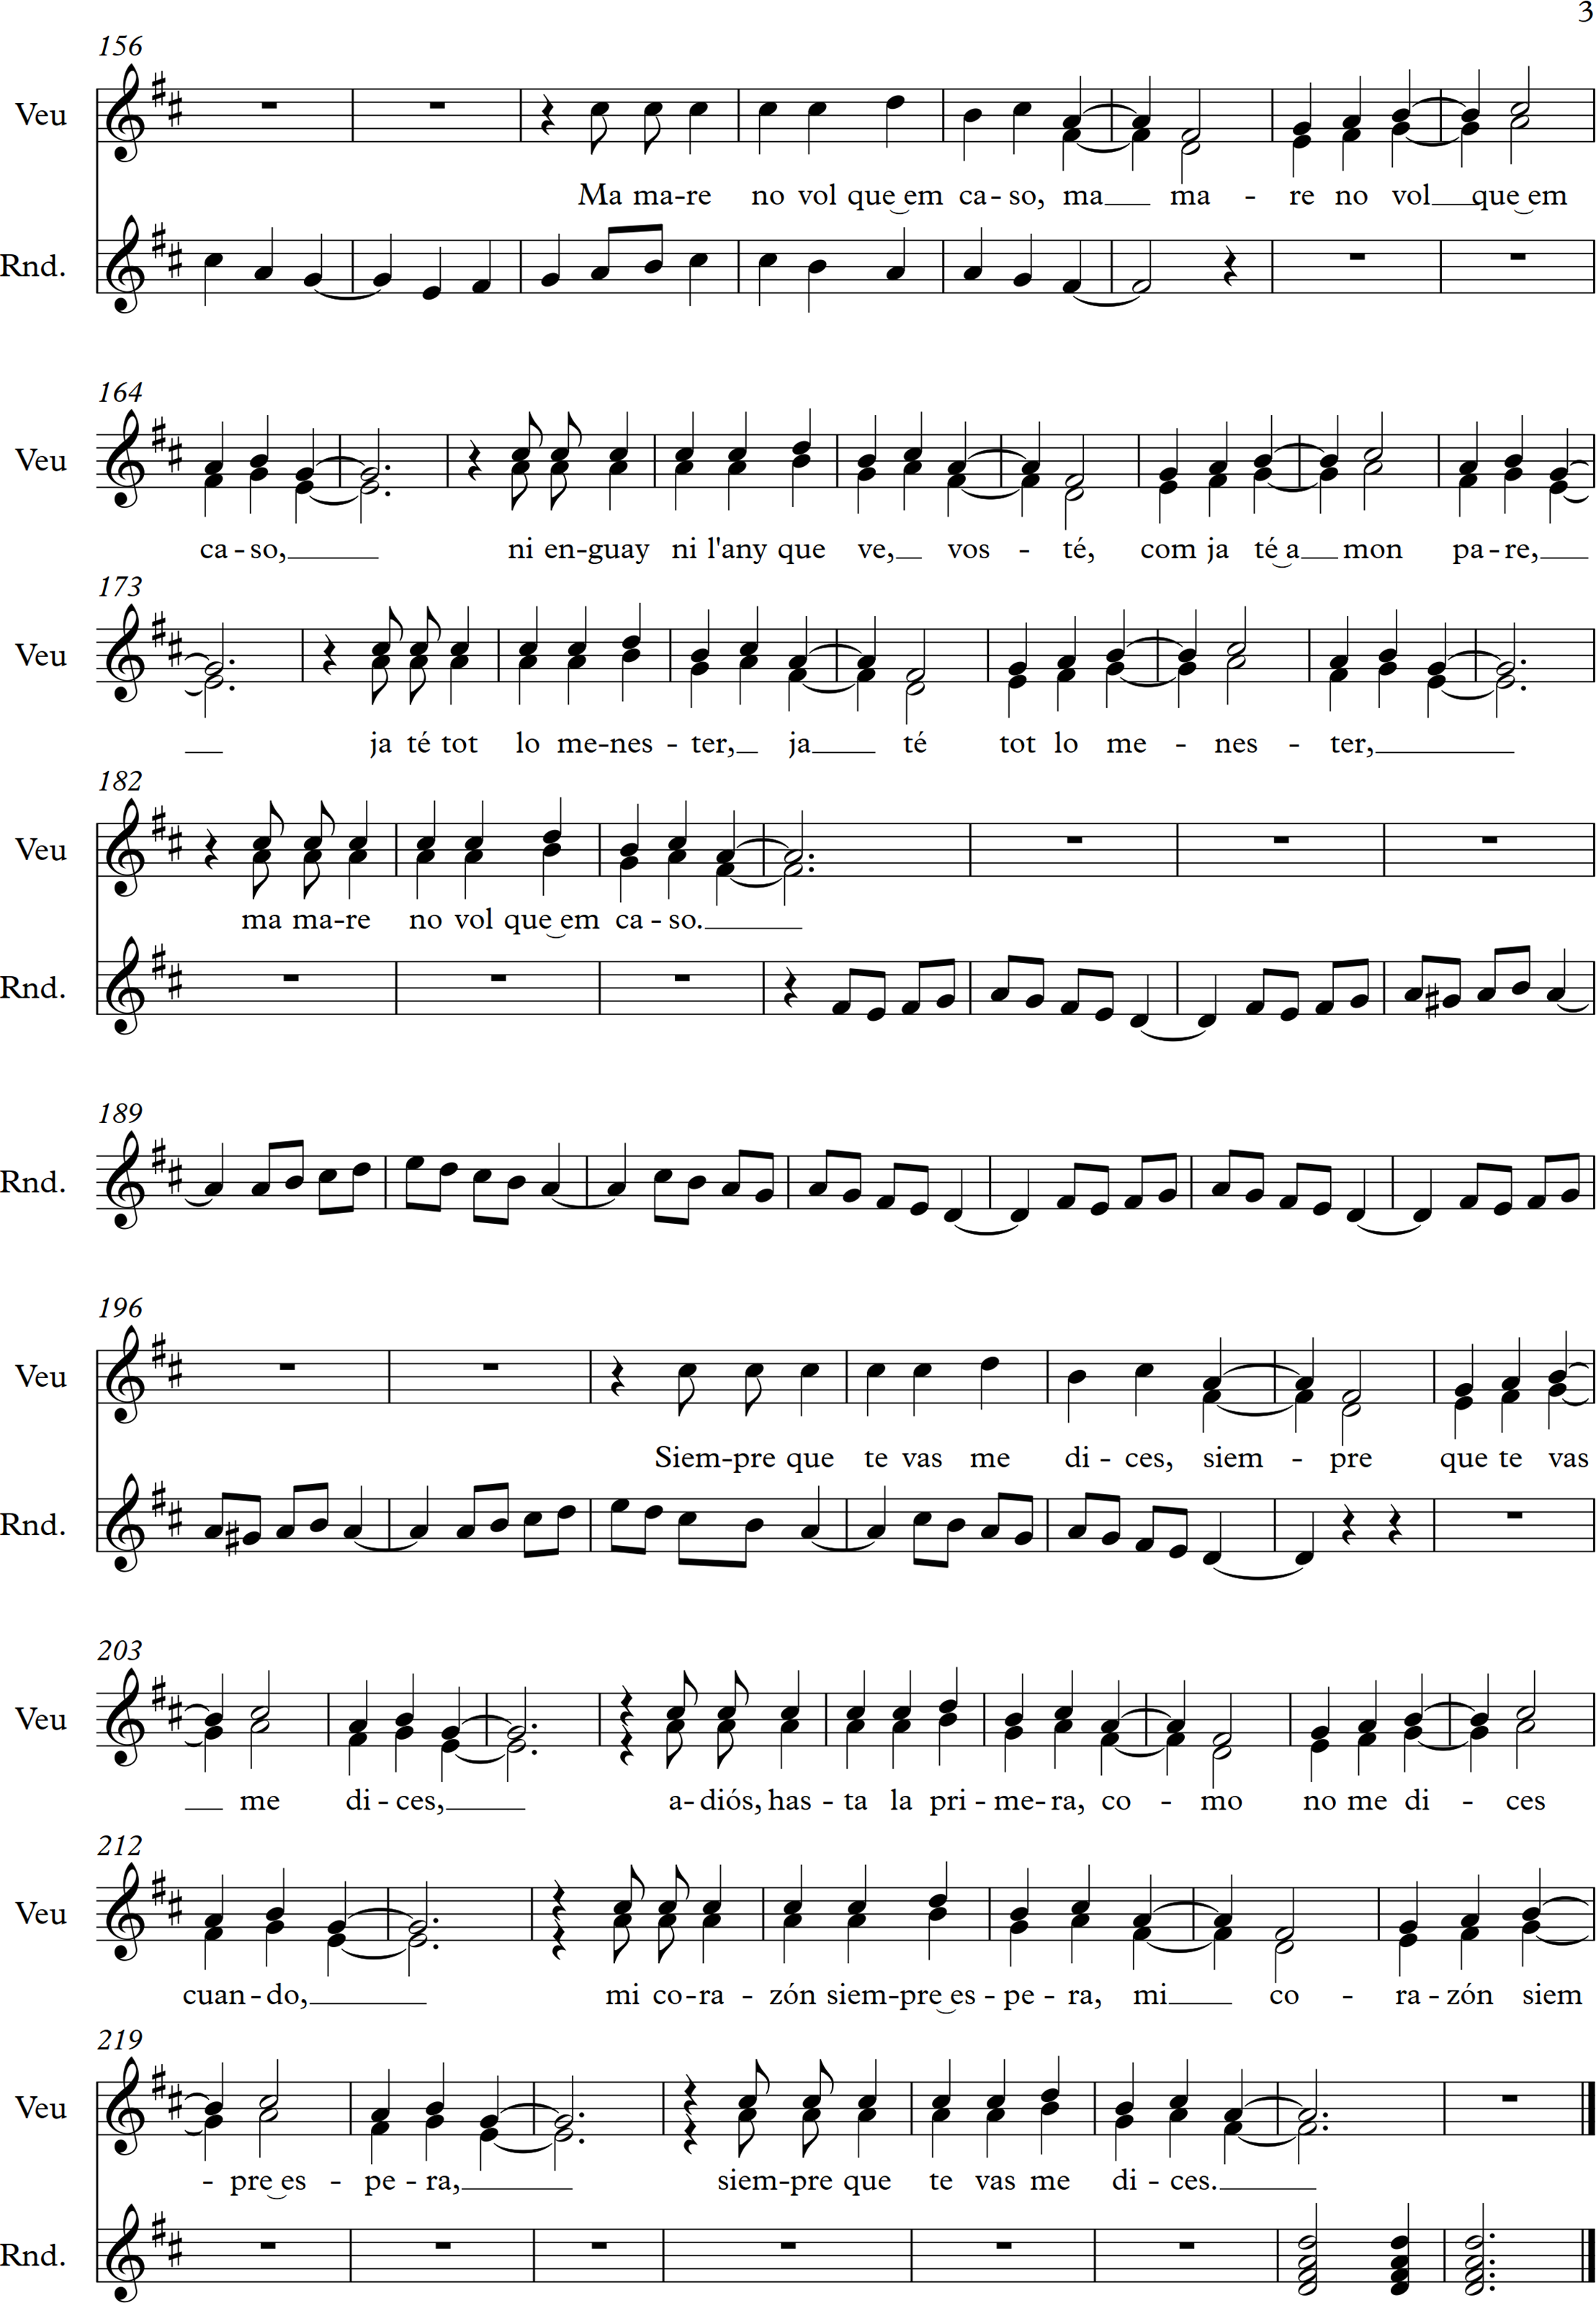 3
156
Veu
Ma ma-re no vol que em ca - so, ma ma - re no vol que em
Rnd.
164
Veu
ca - so, ni en-guay ni l'any que ve, vos - té, com ja té a mon pa - re,
173
Veu
ja té tot lo me-nes - ter, ja té tot lo me - nes - ter,
182
Veu
ma ma-re no vol que em ca - so.
Rnd.
189
Rnd.
196
Veu
Siem-pre que te vas me di - ces, siem - pre que te vas
Rnd.
203
Veu
me di - ces, a-diós, has - ta la pri - me-ra, co - mo no me di - ces
212
Veu
cuan - do, mi co-ra - zón siem-pre es - pe - ra, mi co - ra - zón siem
219
Veu
- pre es - pe - ra, siem-pre que te vas me di - ces.
Rnd.